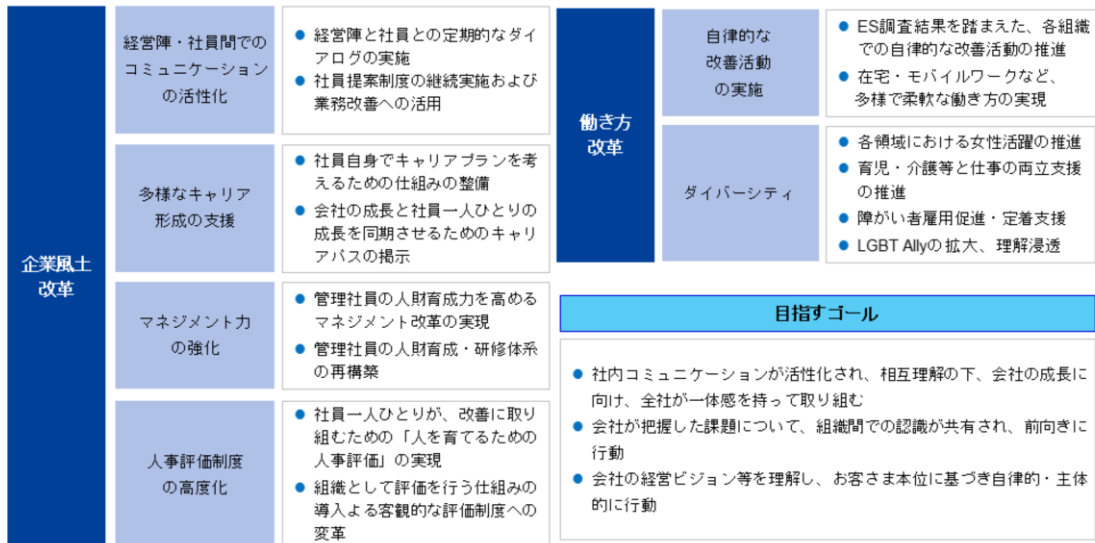 企業風土
改革
経営陣・社員間での
コミュニケーション
の活性化
● 経営陣と社員との定期的なダイ
アログの実施
● 社員提案制度の継続実施および
業務改善への活用
多様なキャリア
形成の支援
● 社員自身でキャリアプランを考
えるための仕組みの整備
● 会社の成長と社員一人ひとりの
成長を同期させるためのキャリ
アパスの掲示
マネジメント力
の強化
● 管理社員の人財育成力を高める
マネジメント改革の実現
● 管理社員の人財育成・研修体系
の再構築
人事評価制度
の高度化
● 社員一人ひとりが、改善に取り
組むための「人を育てるための
人事評価」の実現
● 組織として評価を行う仕組みの
導入よる客観的な評価制度への
変革
働き方
改革
自律的な
改善活動
の実施
● ES調査結果を踏まえた、各組織
での自律的な改善活動の推進
● 在宅・モバイルワークなど、
多様で柔軟な働き方の実現
ダイバーシティ
● 各領域における女性活躍の推進
● 育児・介護等と仕事の両立支援
の推進
● 障がい者雇用促進・定着支援
● LGBT Allyの拡大、理解浸透
目指すゴール
● 社内コミュニケーションが活性化され、相互理解の下、会社の成長に
向け、全社が一体感を持って取り組む
● 会社が把握した課題について、組織間での認識が共有され、前向きに
行動
● 会社の経営ビジョン等を理解し、お客さま本位に基づき自律的・主体
的に行動